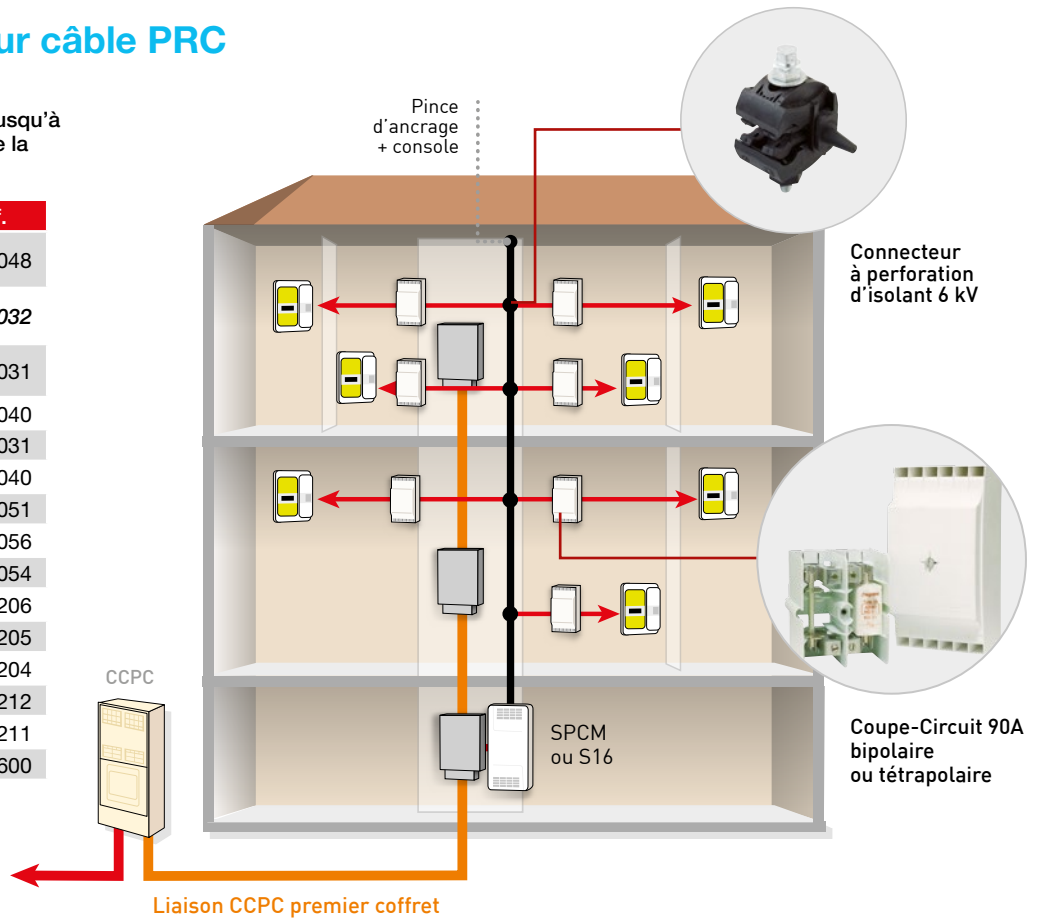 ur câble PRC
usqu'à
e la
048
032
031
040
031
040
051
056
054
206
205
204
212
211
600
Pince
d'ancrage
+ console
Connecteur
à perforation
d'isolant 6 kV
Coupe-Circuit 90A
bipolaire
ou tétrapolaire
SPCM
ou S16
CCPC
Liaison CCPC premier coffret